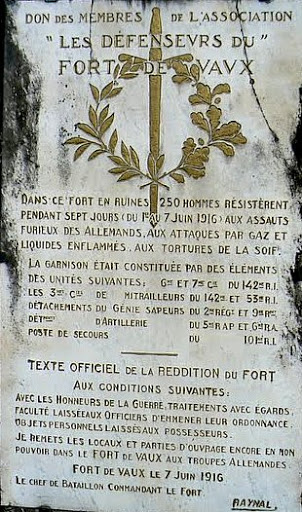 DON DES MEMBRES DE L'ASSOCIATION
"LES DÉFENSEVRS DU"
FORT DE VAUX
DANS CE FORT EN RUINES 250 HOMMES RÉSISTÈRENT
PENDANT SEPT JOURS (DU 1er AU 7 JUIN 1916) AUX ASSAUTS
FURIEUX DES ALLEMANDS, AUX ATTAQUES PAR GAZ ET
LIQUIDES ENFLAMMÉS, AUX TORTURES DE LA SOIF.
LA GARNISON ÉTAIT CONSTITUÉE PAR DES ÉLÉMENTS
DES UNITÉS SUIVANTES: 6me ET 7me Cie DU 142e R.I.
LES 3es Cies DE MITRAILLEURS DU 142e ET 53e R.I.
DÉTACHEMENTS DU GÉNIE SAPEURS DU 2e RÉGt ET 9e RÉGt
DÉTts D'ARTILLERIE DU 5e R.A.P ET 6e R.A.
POSTE DE SECOURS DU 101e R.I.
TEXTE OFFICIEL DE LA REDDITION DU FORT
AUX CONDITIONS SUIVANTES:
AVEC LES HONNEURS DE LA GUERRE, TRAITEMENTS AVEC ÉGARDS,
FACULTÉ LAISSÉE AUX OFFICIERS D'EMMENER LEUR ORDONNANCE,
OBJETS PERSONNELS LAISSÉS AUX POSSESSEURS.
JE REMETS LES LOCAUX ET PARTIES D'OUVRAGE ENCORE EN MON
POUVOIR DANS LE FORT DE VAUX AUX TROUPES ALLEMANDES.
FORT DE VAUX LE 7 JUIN 1916
LE CHEF DE BATAILLON COMMANDANT LE FORT
RAYNAL.